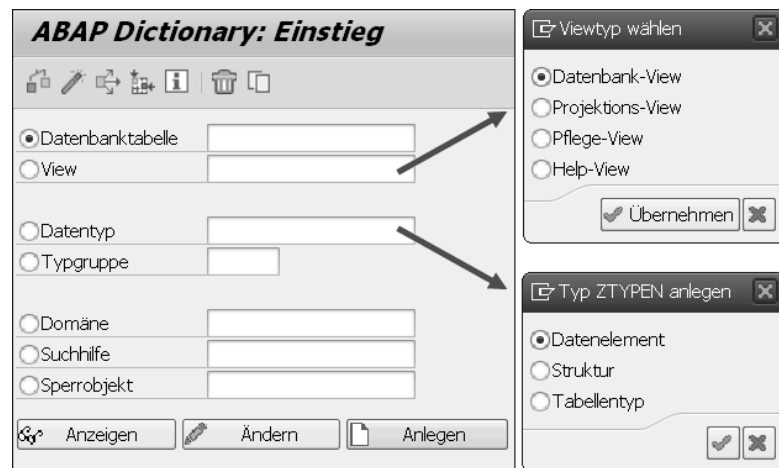 ABAP Dictionary: Einstieg
Datenbanktabelle
View
Datentyp
Typgruppe
Domäne
Suchhilfe
Sperrobjekt
Anzeigen
Ändern
Anlegen
Viewtyp wählen
Datenbank-View
Projektions-View
Pflege-View
Help-View
Übernehmen
Typ ZTYPEN anlegen
Datenelement
Struktur
Tabellentyp